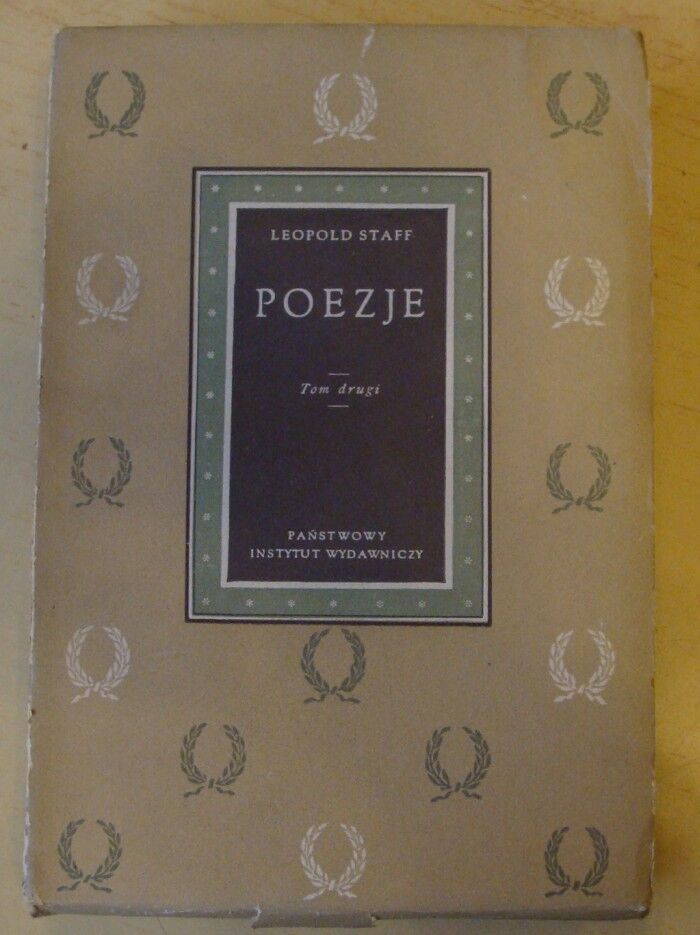 LEOPOLD STAFF
POEZJE
Tom drugi
PAŃSTWOWY
INSTYTUT WYDAWNICZY